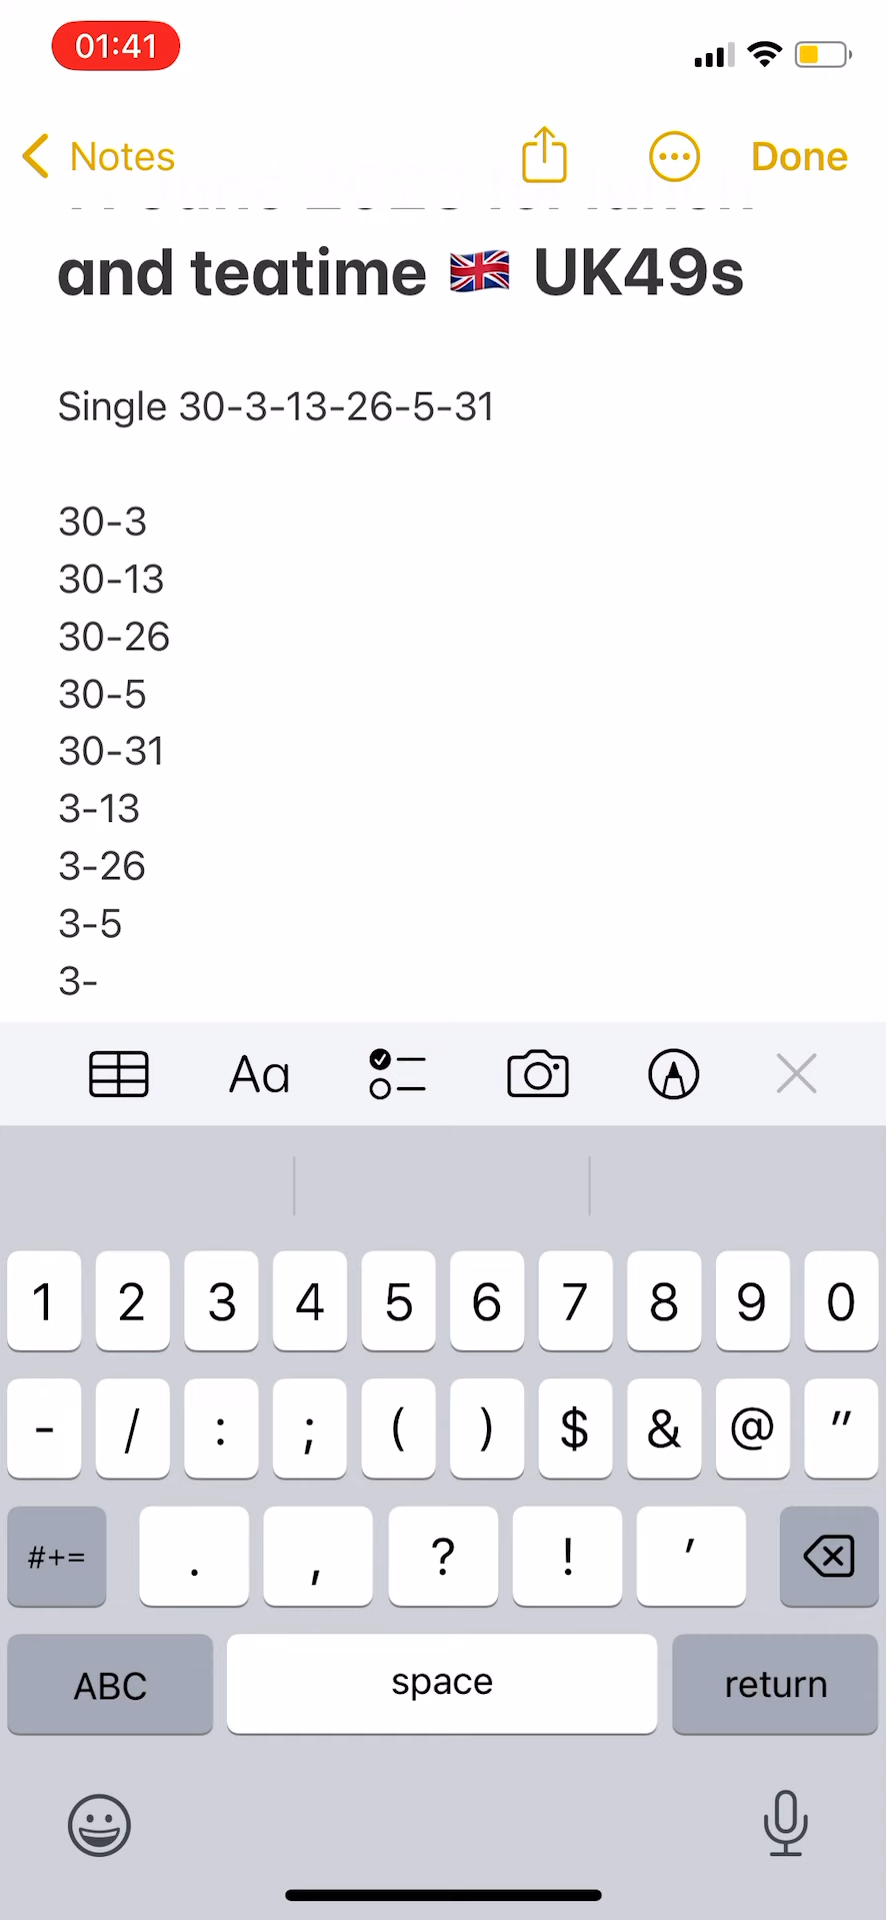 01:41
Notes
Done
and teatime 🇬🇧 UK49s
Single 30-3-13-26-5-31
30-3
30-13
30-26
30-5
30-31
3-13
3-26
3-5
3-
Aa
1 2 3 4 5 6 7 8 9 0
- / : ; ( ) $ & @ "
#+= . , ? ! '
ABC space return